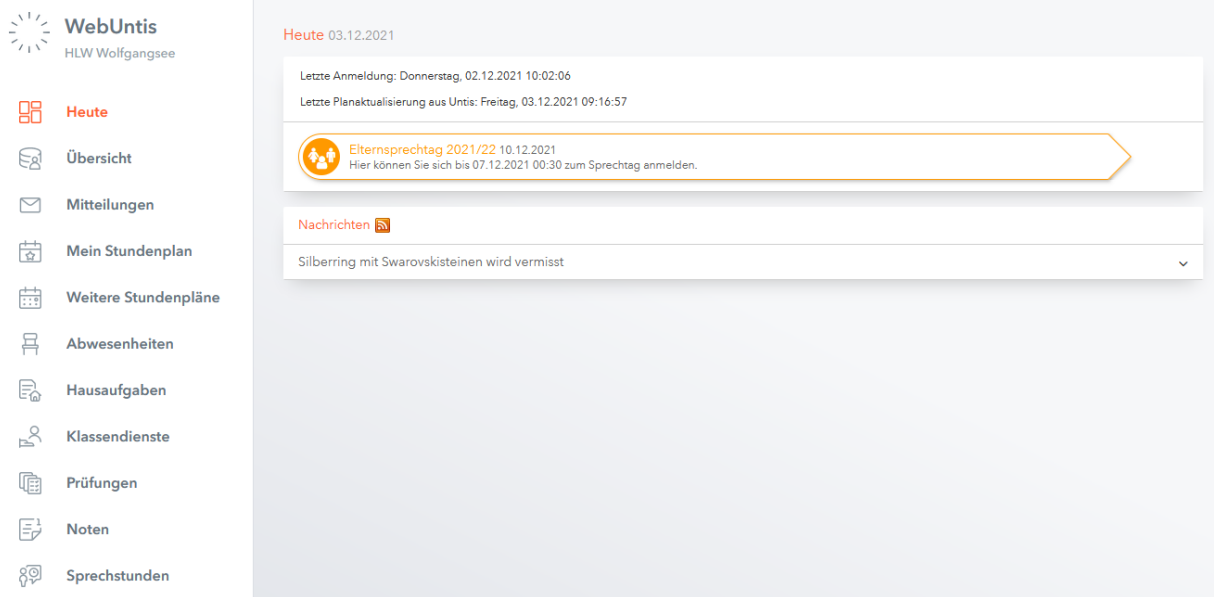 WebUntis
HLW Wolfgangsee
Heute
Übersicht
Mitteilungen
Mein Stundenplan
Weitere Stundenpläne
Abwesenheiten
Hausaufgaben
Klassendienste
Prüfungen
Noten
Sprechstunden
Heute 03.12.2021
Letzte Anmeldung: Donnerstag, 02.12.2021 10:02:06
Letzte Planaktualisierung aus Untis: Freitag, 03.12.2021 09:16:57
Elternsprechtag 2021/22 10.12.2021
Hier können Sie sich bis 07.12.2021 00:30 zum Sprechtag anmelden.
Nachrichten
Silberring mit Swarovskisteinen wird vermisst